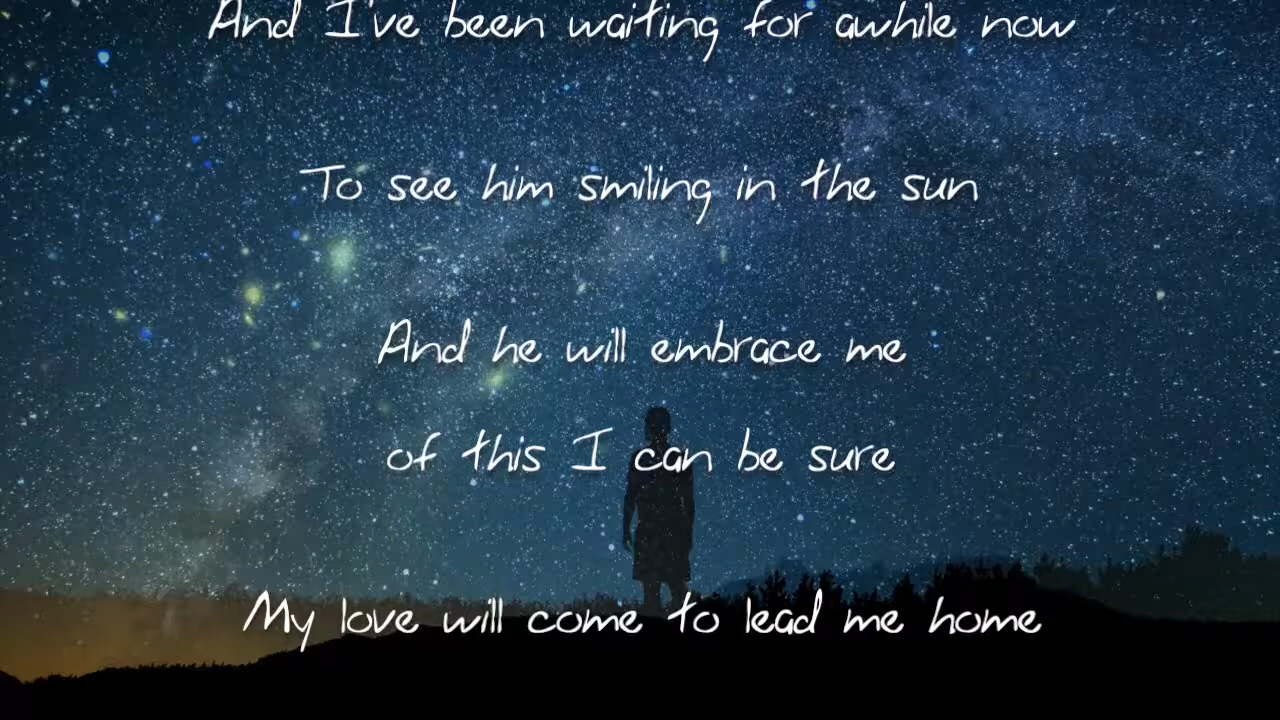 And I've been waiting for awhile now
To see him smiling in the sun
And he will embrace me
of this I can be sure
My love will come to lead me home